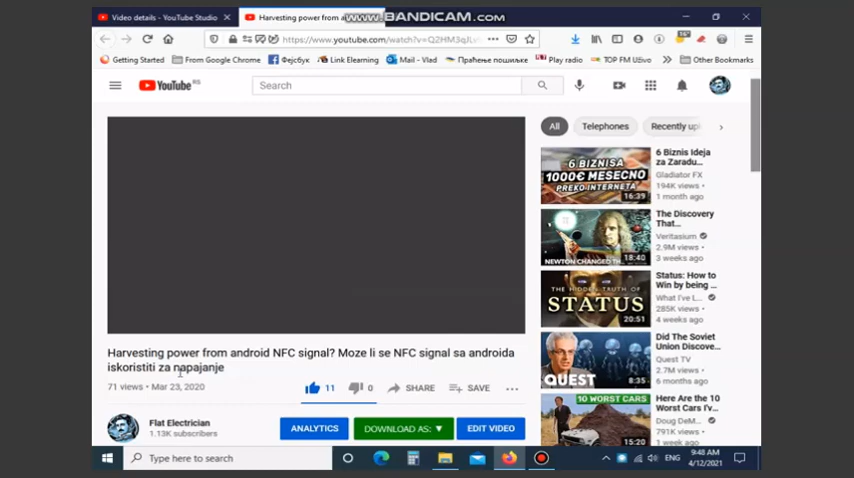 Video details - YouTube Studio
Harvesting power from a
www.BANDICAM.com
https://www.youtube.com/watch?v=Q2HM3qJL
Getting Started
From Google Chrome
Фејсбук
Link Elearning
Mail - Vlad
Праћење пошиљке
Play radio
TOP FM Uživo
Other Bookmarks
YouTube RS
Search
All
Telephones
Recently up
6 BIZNISA
1000€ MESECNO
PREKO INTERNETA
16:39
6 Biznis Ideja
za Zaradu...
Gladiator FX
194K views •
1 month ago
NEWTON CHANGED TH
18:40
The Discovery
That...
Veritasium
2.9M views •
3 weeks ago
THE HIDDEN TRUTH OF
STATUS
20:51
Status: How to
Win by being ...
What I've L...
285K views •
4 weeks ago
QUEST
8:35
Did The Soviet
Union Discove...
Quest TV
2.7M views •
6 months ago
10 WORST CARS
15:20
Here Are the 10
Worst Cars I'v...
Doug DeM...
791K views •
1 week ago
Harvesting power from android NFC signal? Moze li se NFC signal sa androida
iskoristiti za napajanje
71 views • Mar 23, 2020
11
0
SHARE
SAVE
Flat Electrician
1.13K subscribers
ANALYTICS
DOWNLOAD AS: ▼
EDIT VIDEO
Type here to search
ENG
9:48 AM
4/12/2021